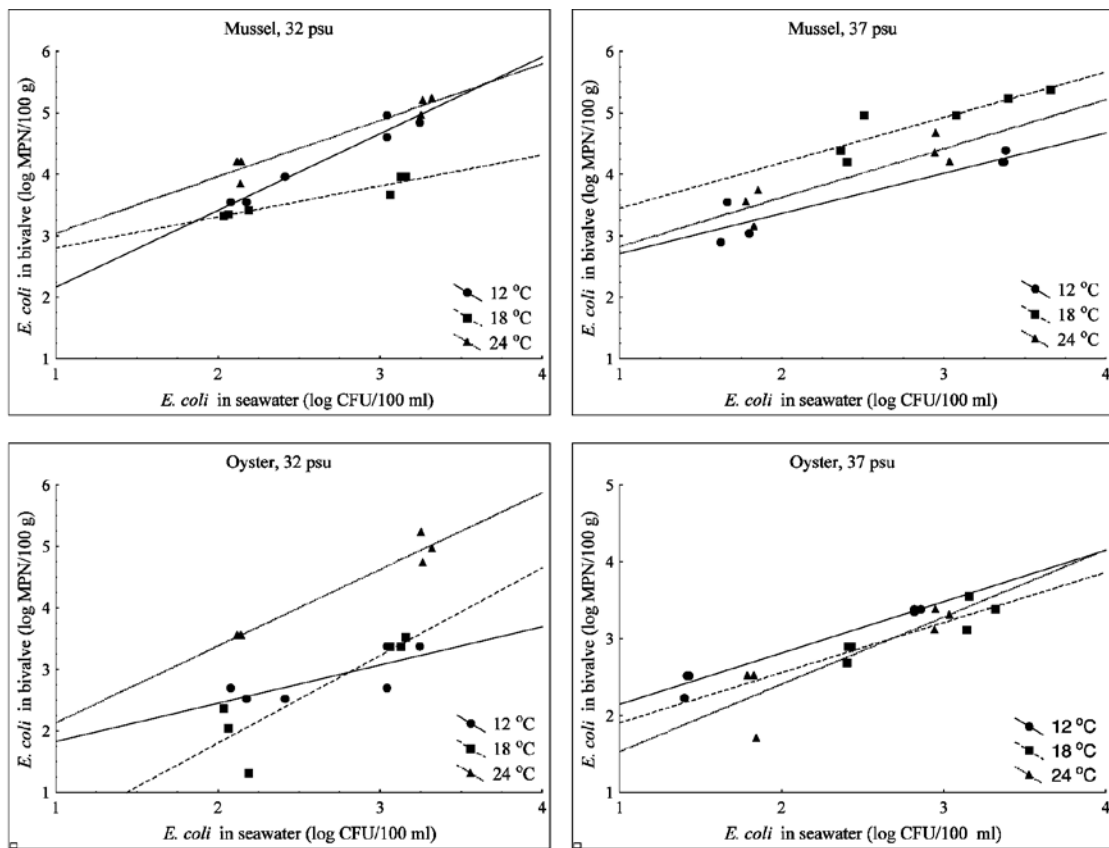 Mussel, 32 psu
E. coli in bivalve (log MPN/100 g)
6
5
4
3
2
1
12 °C
18 °C
24 °C
1 2 3 4
E. coli in seawater (log CFU/100 ml)
Mussel, 37 psu
E. coli in bivalve (log MPN/100 g)
6
5
4
3
2
1
12 °C
18 °C
24 °C
1 2 3 4
E. coli in seawater (log CFU/100 ml)
Oyster, 32 psu
E. coli in bivalve (log MPN/100 g)
6
5
4
3
2
1
12 °C
18 °C
24 °C
1 2 3 4
E. coli in seawater (log CFU/100 ml)
Oyster, 37 psu
E. coli in bivalve (log MPN/100 g)
5
4
3
2
1
12 °C
18 °C
24 °C
1 2 3 4
E. coli in seawater (log CFU/100 ml)